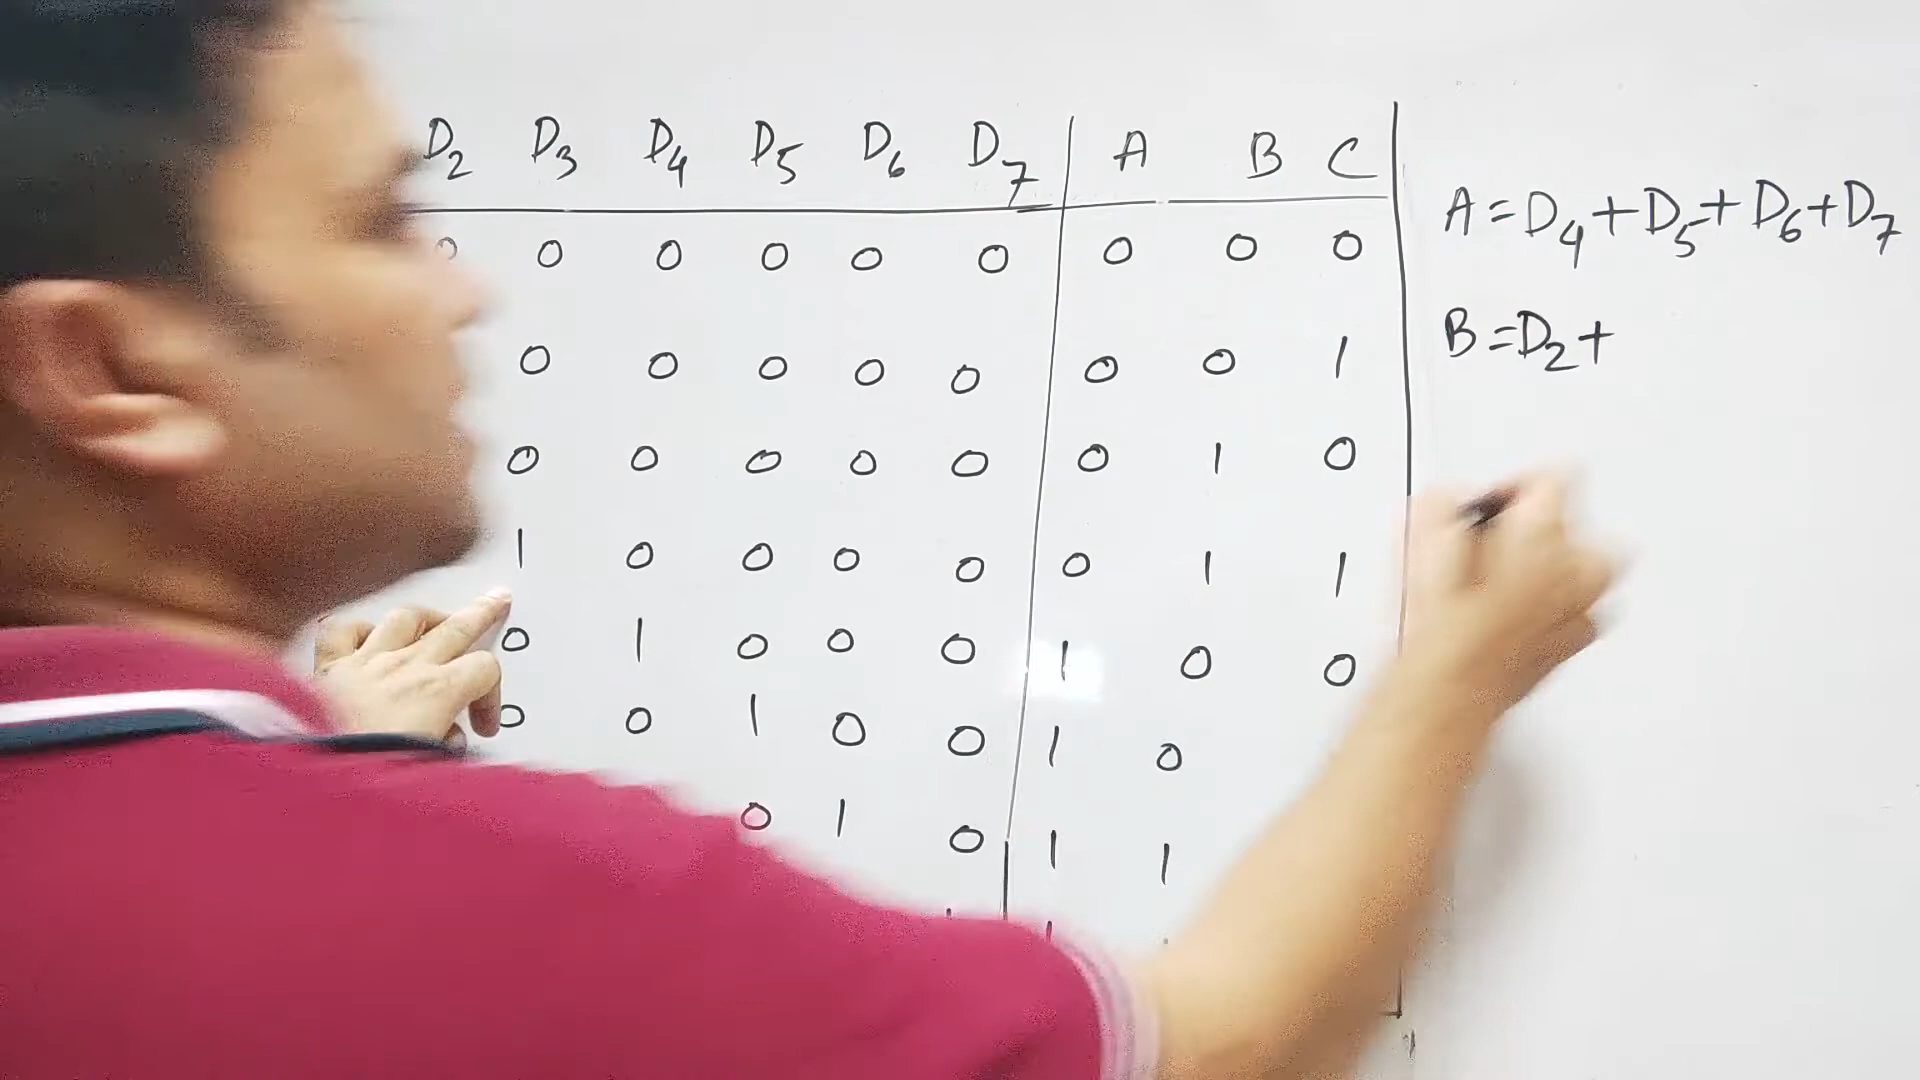 D₂ D₃ D₄ D₅ D₆ D₇ A B C
0 0 0 0 0 0 0 0 0
0 0 0 0 0 0 0 1
0 0 0 0 0 0 1 0
1 0 0 0 0 0 1 1
0 1 0 0 0 1 0 0
0 0 1 0 0 1 0
0 1 0 1 1
A=D₄+D₅+D₆+D₇
B=D₂+